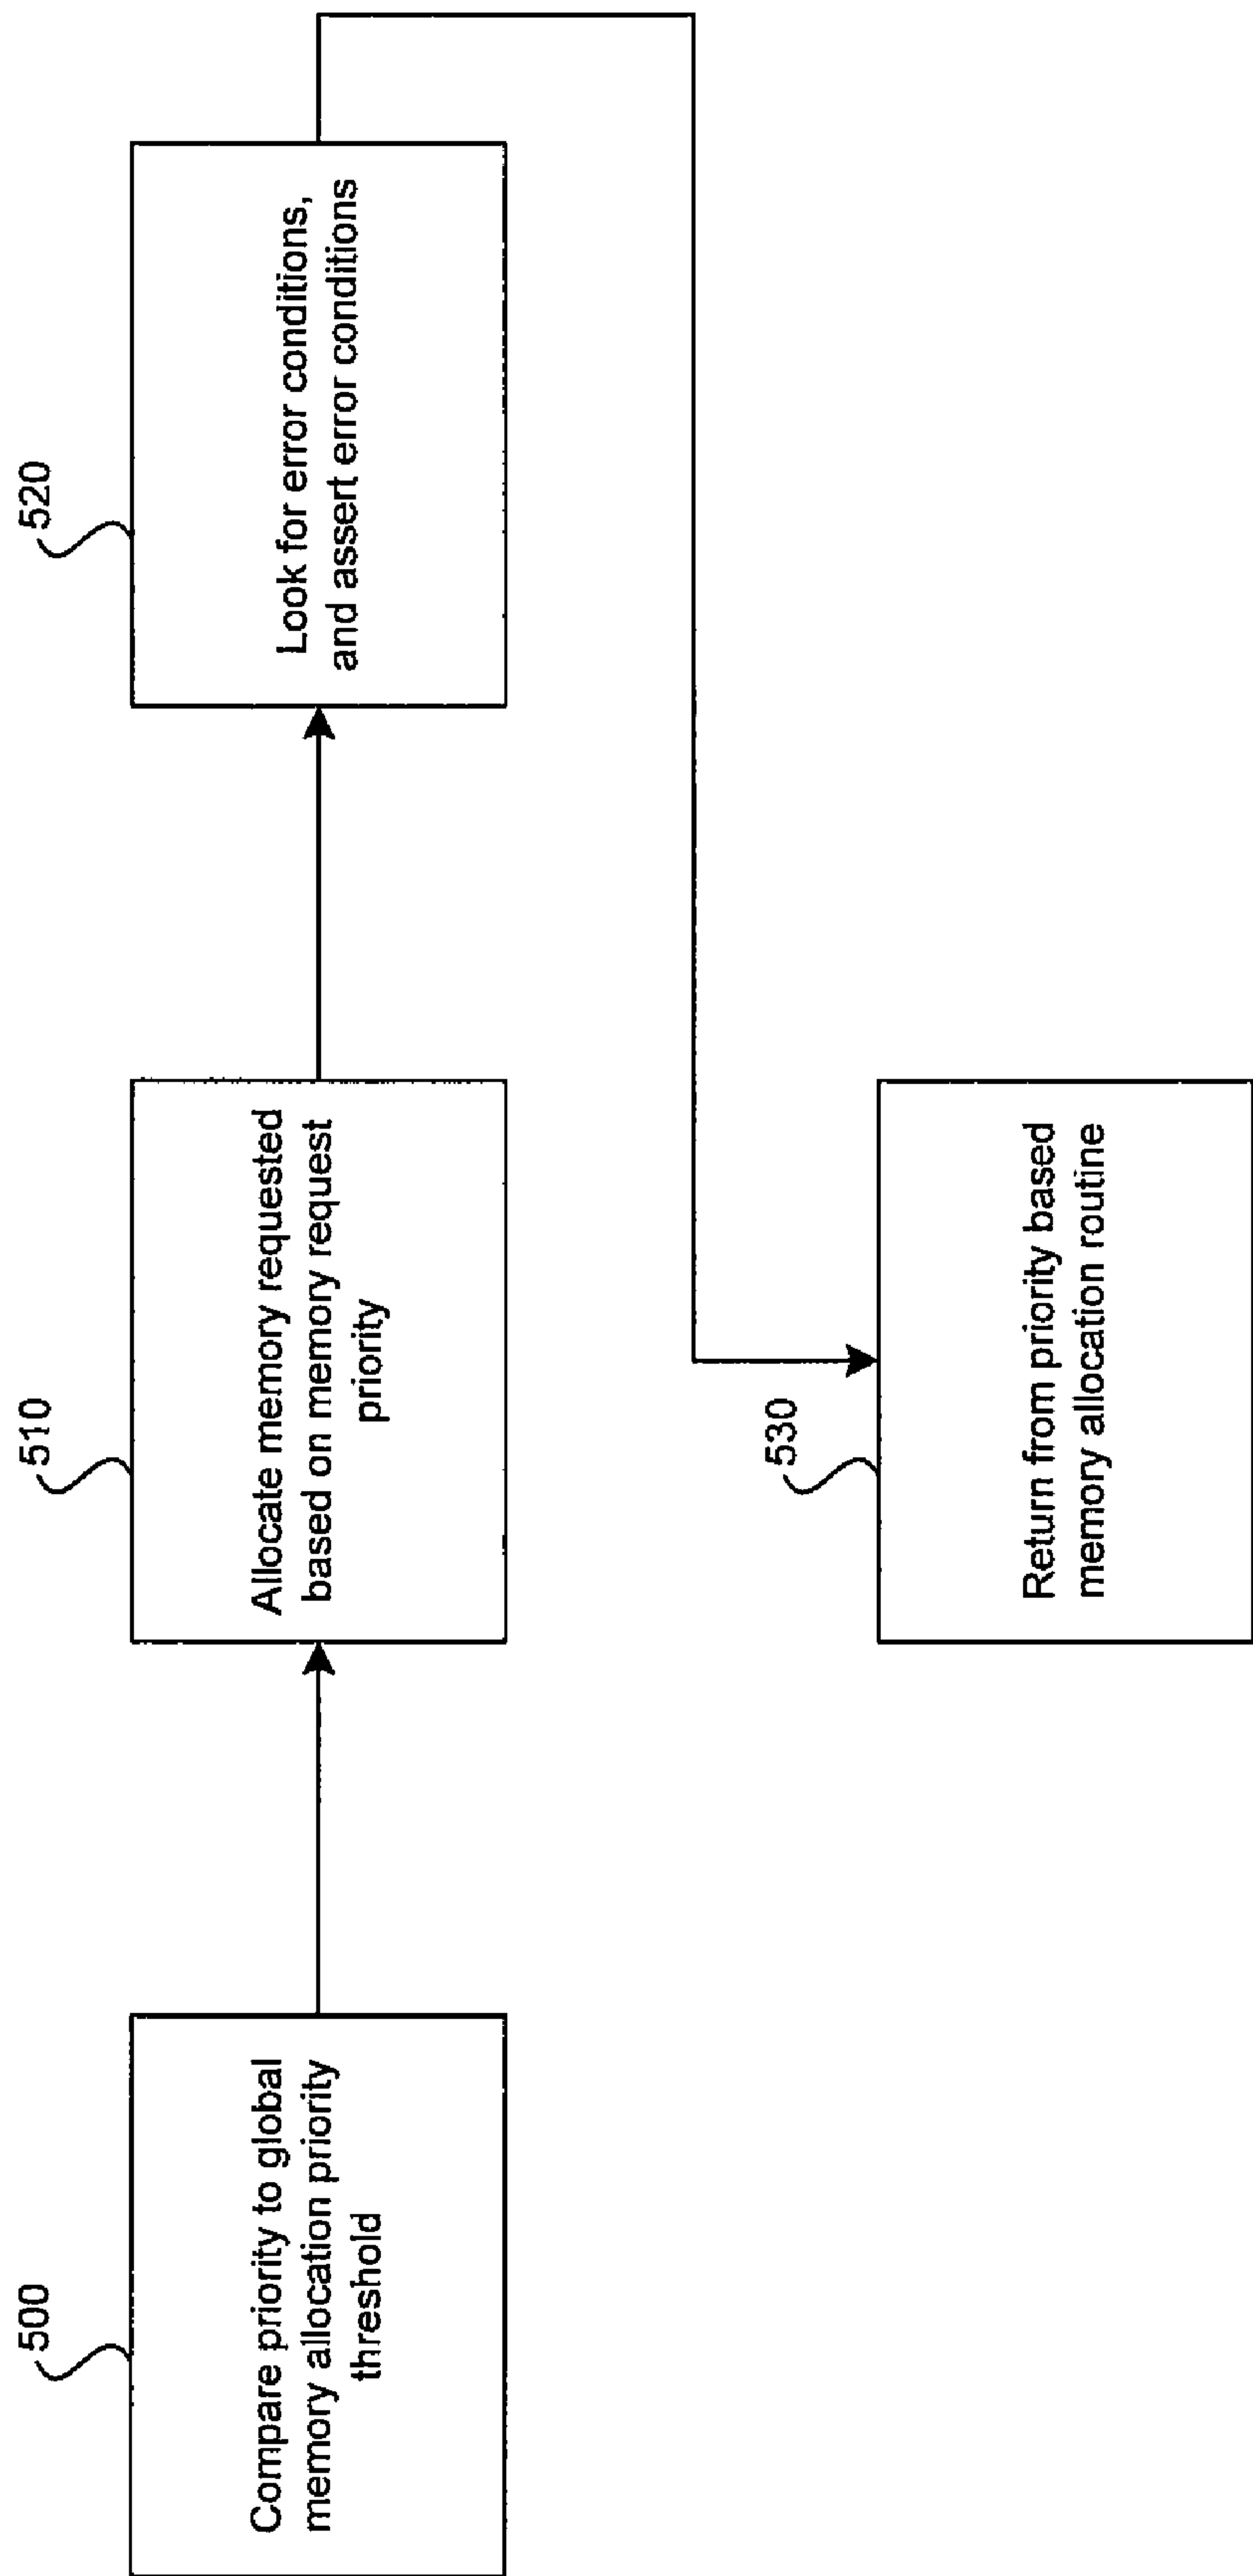 500
Compare priority to global
memory allocation priority
threshold
510
Allocate memory requested
based on memory request
priority
520
Look for error conditions,
and assert error conditions
530
Return from priority based
memory allocation routine